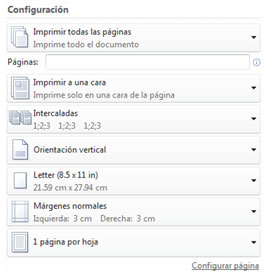 Configuración
Imprimir todas las páginas
Imprime todo el documento
Páginas:
Imprimir a una cara
Imprime solo en una cara de la página
Intercaladas
1;2;3 1;2;3 1;2;3
Orientación vertical
Letter (8.5 x 11 in)
21.59 cm x 27.94 cm
Márgenes normales
Izquierda: 3 cm Derecha: 3 cm
1 página por hoja
Configurar página